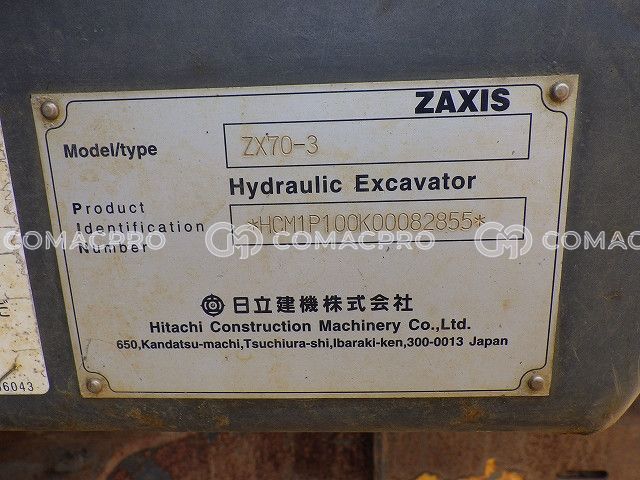 ZAXIS
Model/type ZX70-3
Hydraulic Excavator
Product
Identification *HCM1P100K00082855*
Number
COMACPRO COMACPRO COMACPRO
日立建機株式会社
Hitachi Construction Machinery Co.,Ltd.
650,Kandatsu-machi,Tsuchiura-shi,Ibaraki-ken,300-0013 Japan
6043